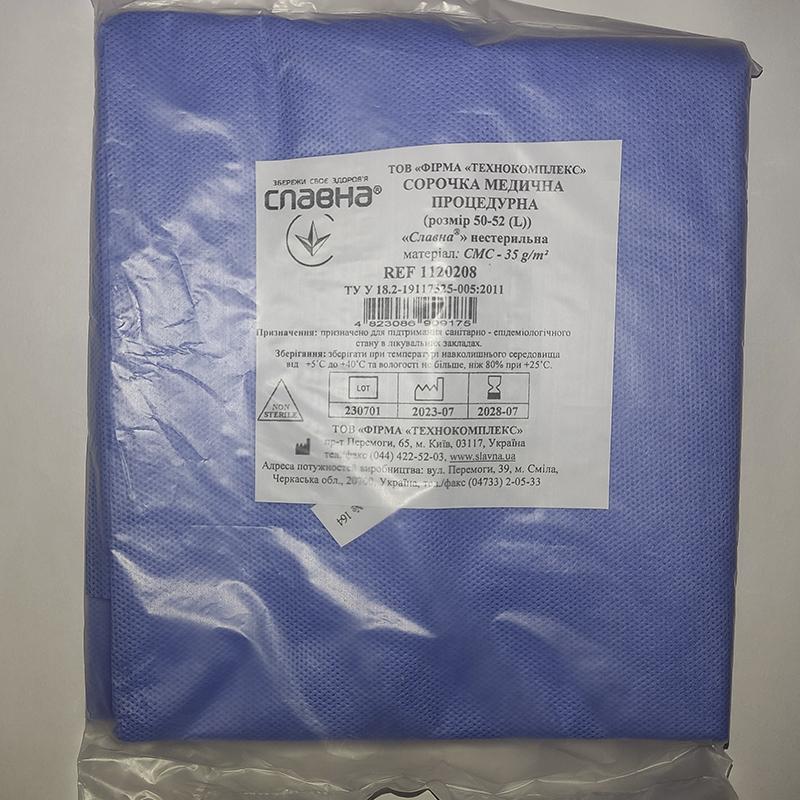 ЗБЕРЕЖИ СВОЄ ЗДОРОВ'Я
СЛАВНА®
ТОВ «ФІРМА «ТЕХНОКОМПЛЕКС»
СОРОЧКА МЕДИЧНА
ПРОЦЕДУРНА
(розмір 50-52 (L))
«Славна®» нестерильна
матеріал: СМС - 35 g/m²
REF 1120208
ТУ У 18.2-19117525-005:2011
4 823086 909175
Призначення: призначено для підтримання санітарно - епідеміологічного
стану в лікувальних закладах.
Зберігання: зберігати при температурі навколишнього середовища
від +5°С до +40°С та вологості не більше, ніж 80% при +25°С.
NON
STERILE
LOT
230701 2023-07 2028-07
ТОВ «ФІРМА «ТЕХНОКОМПЛЕКС»
пр-т Перемоги, 65, м. Київ, 03117, Україна
тел./факс (044) 422-52-03, www.slavna.ua
Адреса потужностей виробництва: вул. Перемоги, 39, м. Сміла,
Черкаська обл., Україна, тел./факс (04733) 2-05-33
№ 164